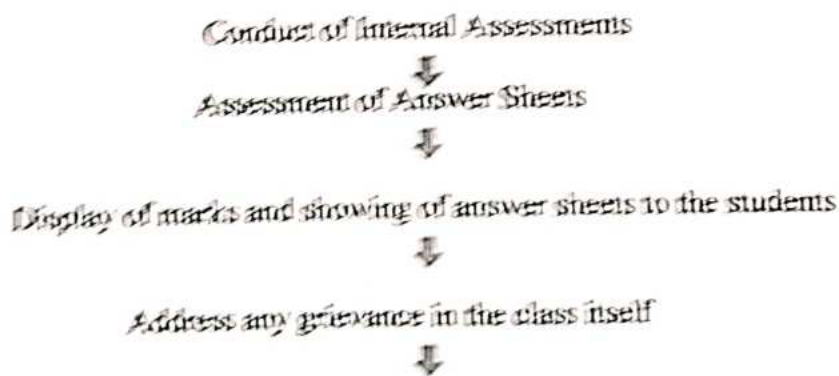 Conduct of Internal Assessments
Assessment of Answer Sheets
Display of marks and showing of answer sheets to the students
Address any grievance in the class itself